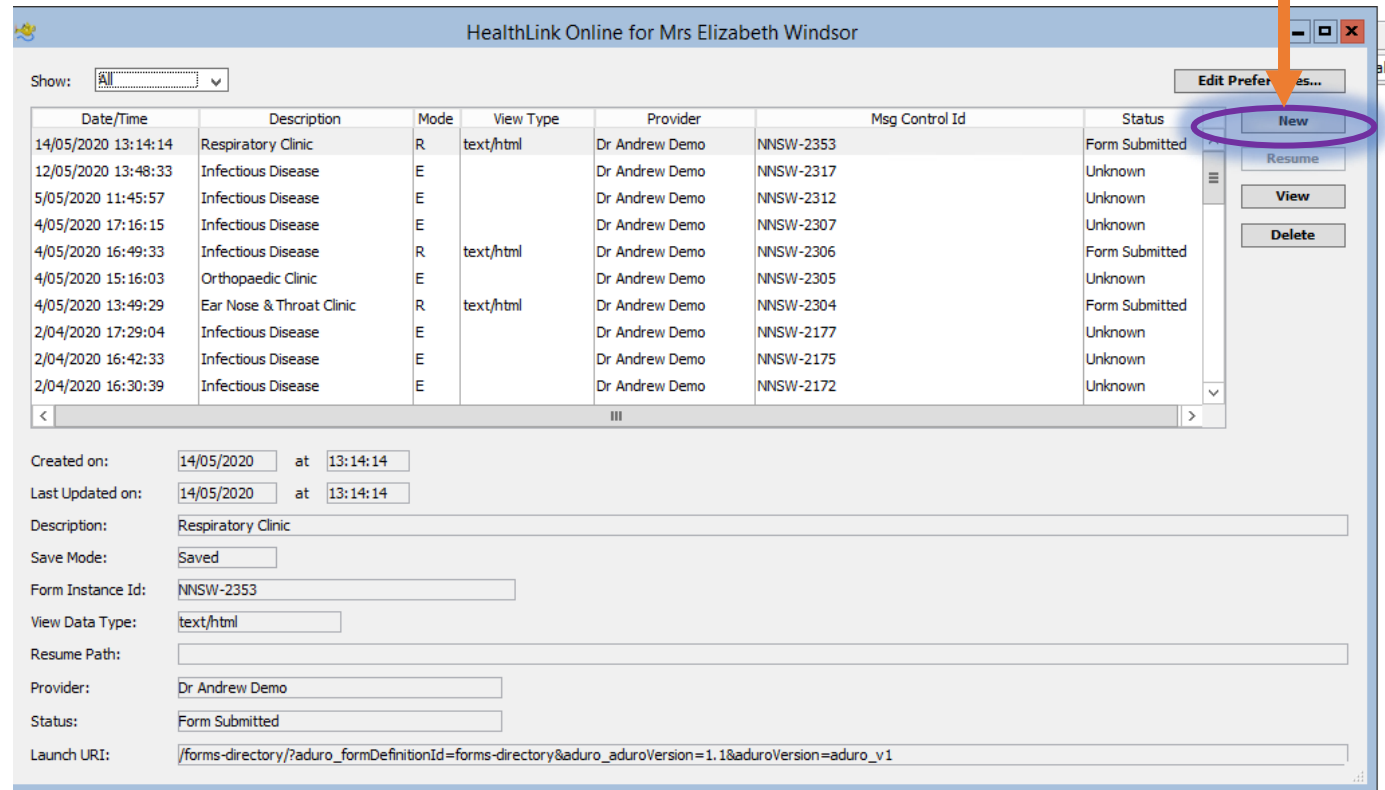 HealthLink Online for Mrs Elizabeth Windsor
Show: All
Edit Preferences...
Date/Time Description Mode View Type Provider Msg Control Id Status
New
14/05/2020 13:14:14 Respiratory Clinic R text/html Dr Andrew Demo NNSW-2353 Form Submitted
Resume
12/05/2020 13:48:33 Infectious Disease E Dr Andrew Demo NNSW-2317 Unknown
5/05/2020 11:45:57 Infectious Disease E Dr Andrew Demo NNSW-2312 Unknown
View
4/05/2020 17:16:15 Infectious Disease E Dr Andrew Demo NNSW-2307 Unknown
Delete
4/05/2020 16:49:33 Infectious Disease R text/html Dr Andrew Demo NNSW-2306 Form Submitted
4/05/2020 15:16:03 Orthopaedic Clinic E Dr Andrew Demo NNSW-2305 Unknown
4/05/2020 13:49:29 Ear Nose & Throat Clinic R text/html Dr Andrew Demo NNSW-2304 Form Submitted
2/04/2020 17:29:04 Infectious Disease E Dr Andrew Demo NNSW-2177 Unknown
2/04/2020 16:42:33 Infectious Disease E Dr Andrew Demo NNSW-2175 Unknown
2/04/2020 16:30:39 Infectious Disease E Dr Andrew Demo NNSW-2172 Unknown
Created on: 14/05/2020 at 13:14:14
Last Updated on: 14/05/2020 at 13:14:14
Description: Respiratory Clinic
Save Mode: Saved
Form Instance Id: NNSW-2353
View Data Type: text/html
Resume Path:
Provider: Dr Andrew Demo
Status: Form Submitted
Launch URI: /forms-directory/?aduro_formDefinitionId=forms-directory&aduro_aduroVersion=1.1&aduroVersion=aduro_v1